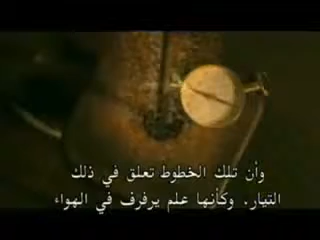 وأن تلك الخطوط تعلق في ذلك
التيار. وكأنها علم يرفرف في الهواء